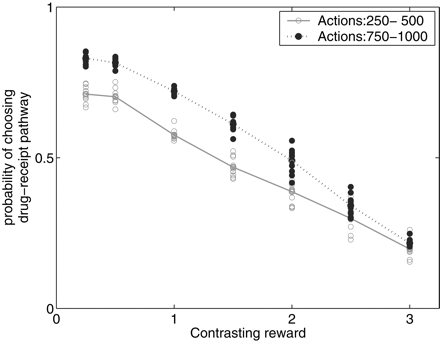 1
Actions:250-500
Actions:750-1000
probability of choosing
drug-receipt pathway
0.5
0
0 1 2 3
Contrasting reward